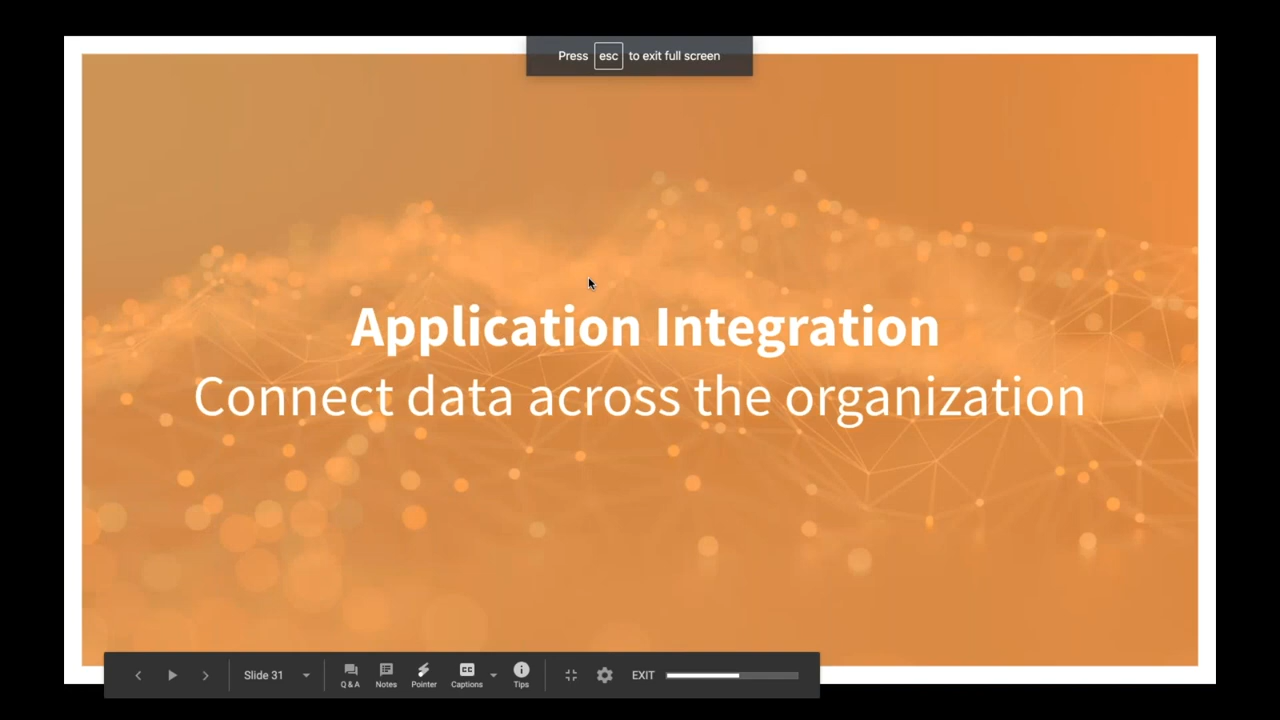 Press esc to exit full screen
Application Integration
Connect data across the organization
Slide 31
Q & A
Notes
Pointer
CC
Captions
Tips
EXIT